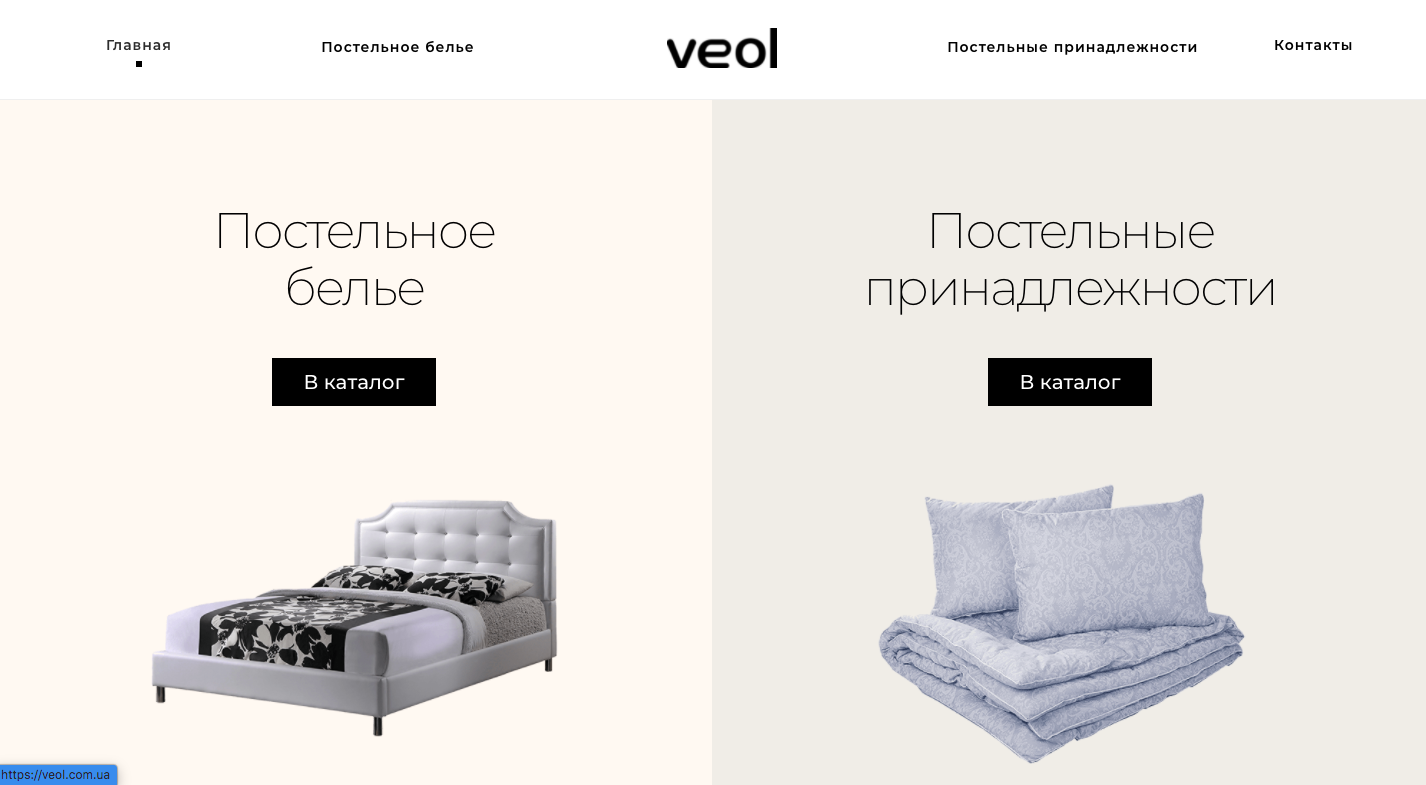 Главная
Постельное белье
veol
Постельные принадлежности
Контакты
Постельное
белье
В каталог
Постельные
принадлежности
В каталог
https://veol.com.ua